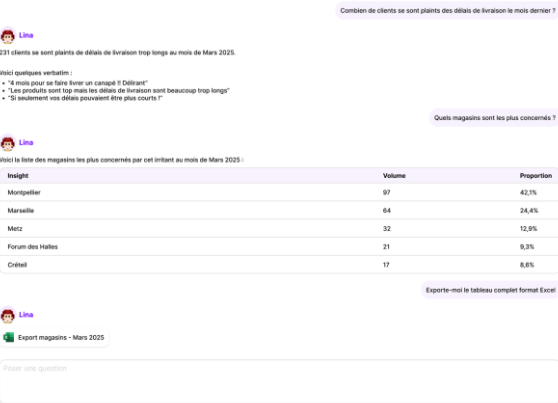 Combien de clients se sont plaints des délais de livraison le mois dernier ?
Lina
231 clients se sont plaints de délais de livraison trop longs au mois de Mars 2025.
Voici quelques verbatim :
• "4 mois pour se faire livrer un canapé !! Délirant"
• "Les produits sont top mais les délais de livraison sont beaucoup trop longs"
• "Si seulement vos délais pouvaient être plus courts !"
Quels magasins sont les plus concernés ?
Lina
Voici la liste des magasins les plus concernés par cet irritant au mois de Mars 2025 :
Insight Volume Proportion
Montpellier 97 42,1%
Marseille 64 24,4%
Metz 32 12,9%
Forum des Halles 21 9,3%
Créteil 17 8,6%
Exporte-moi le tableau complet format Excel
Lina
Export magasins - Mars 2025
Poser une question